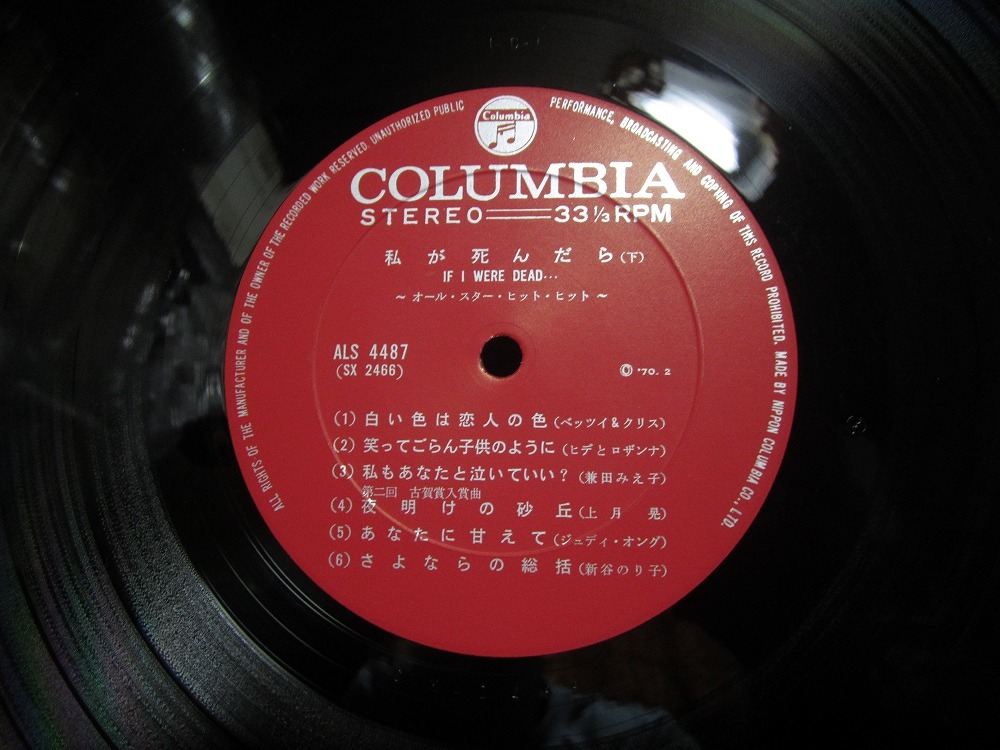 ALL RIGHTS OF THE MANUFACTURER AND OF THE OWNER OF THE RECORDED WORK RESERVED. UNAUTHORIZED PUBLIC PERFORMANCE, BROADCASTING AND COPYING OF THIS RECORD PROHIBITED. MADE BY NIPPON COLUMBIA CO., LTD.
Columbia
COLUMBIA
STEREO 33 1/3 RPM
私が死んだら(下)
IF I WERE DEAD...
~ オール・スター・ヒット・ヒット ~
ALS 4487
(SX 2466)
Ⓟ '70. 2
(1) 白い色は恋人の色 (ベッツイ&クリス)
(2) 笑ってごらん子供のように (ヒデとロザンナ)
(3) 私もあなたと泣いていい? (兼田みえ子)
第二回 古賀賞入賞曲
(4) 夜明けの砂丘 (上月晃)
(5) あなたに甘えて (ジュディ・オング)
(6) さよならの総括 (新谷のり子)